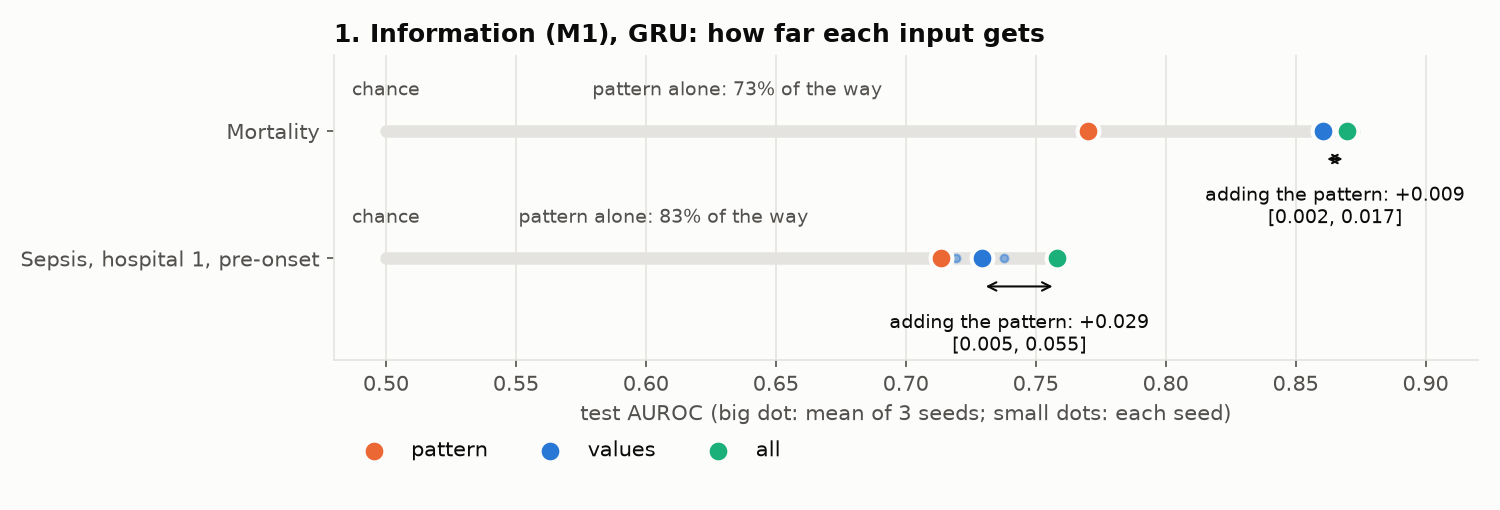 1. Information (M1), GRU: how far each input gets
chance
pattern alone: 73% of the way
Mortality
adding the pattern: +0.009
[0.002, 0.017]
chance
pattern alone: 83% of the way
Sepsis, hospital 1, pre-onset
adding the pattern: +0.029
[0.005, 0.055]
0.50 0.55 0.60 0.65 0.70 0.75 0.80 0.85 0.90
test AUROC (big dot: mean of 3 seeds; small dots: each seed)
pattern values all